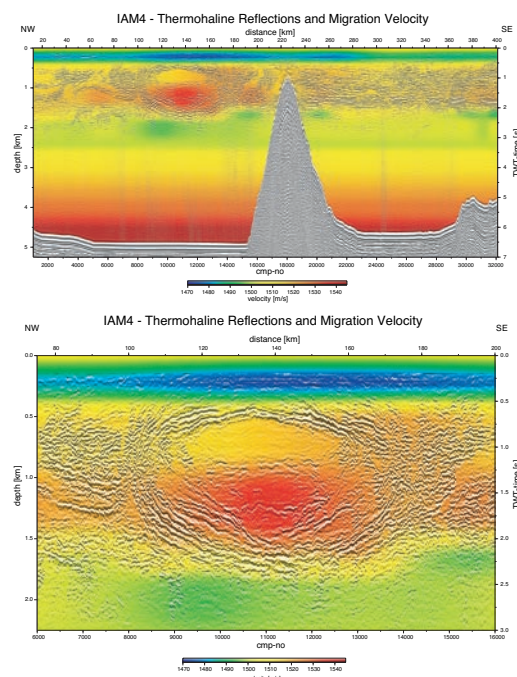 IAM4 - Thermohaline Reflections and Migration Velocity
NW
distance [km]
SE
20 40 60 80 100 120 140 160 180 200 220 240 260 280 300 320 340 360 380 400
depth [km]
0
1
2
3
4
5
TWT-time [s]
0
1
2
3
4
5
6
7
2000 4000 6000 8000 10000 12000 14000 16000 18000 20000 22000 24000 26000 28000 30000 32000
cmp-no
1470 1480 1490 1500 1510 1520 1530 1540
velocity [m/s]
IAM4 - Thermohaline Reflections and Migration Velocity
NW
distance [km]
SE
80 100 120 140 160 180 200
depth [km]
0.0
0.5
1.0
1.5
2.0
TWT-time [s]
0.0
0.5
1.0
1.5
2.0
2.5
3.0
6000 7000 8000 9000 10000 11000 12000 13000 14000 15000 16000
cmp-no
1470 1480 1490 1500 1510 1520 1530 1540